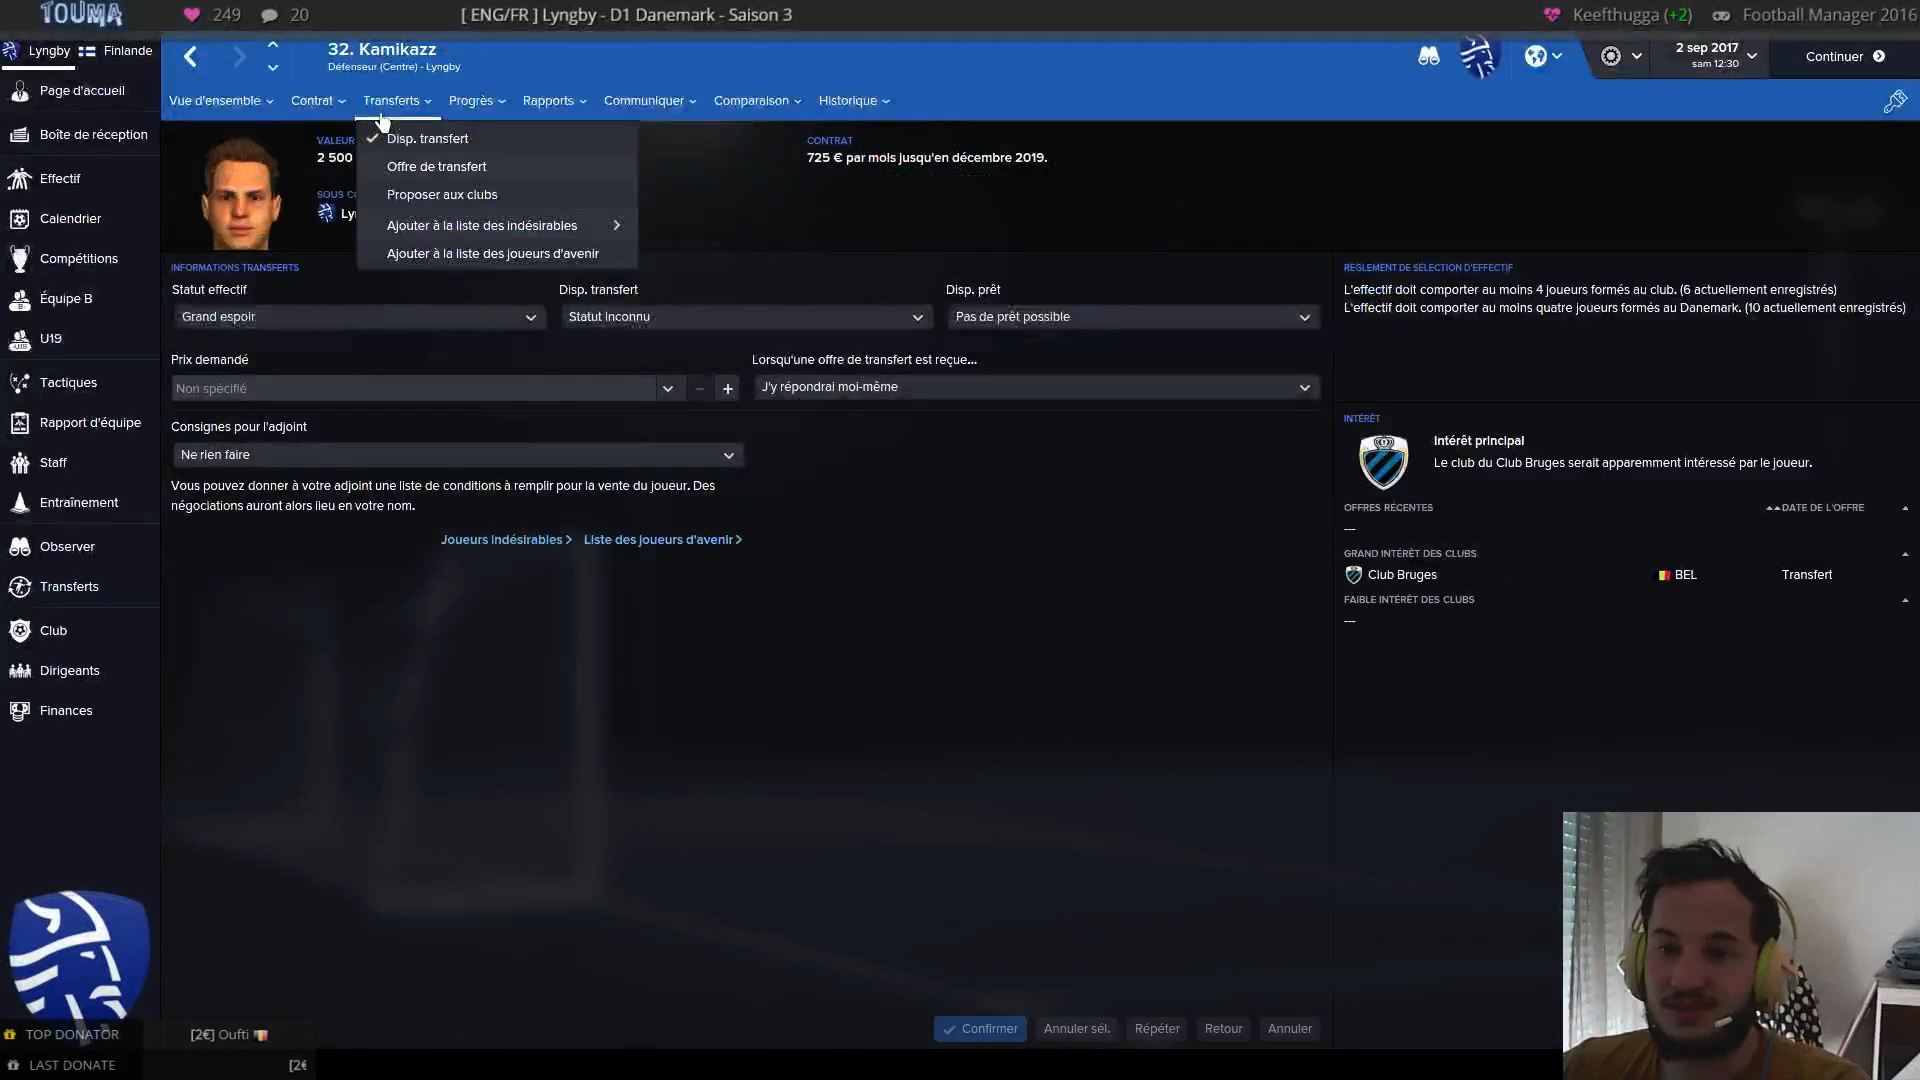 TOUMA
249
20
[ ENG/FR ] Lyngby - D1 Danemark - Saison 3
Keefthugga (+2)
Football Manager 2016
Lyngby
Finlande
32. Kamikazz
Défenseur (Centre) - Lyngby
2 sep 2017
sam 12:30
Continuer
Vue d'ensemble
Contrat
Transferts
Progrès
Rapports
Communiquer
Comparaison
Historique
Page d'accueil
Boîte de réception
Effectif
Calendrier
Compétitions
Équipe B
U19
Tactiques
Rapport d'équipe
Staff
Entraînement
Observer
Transferts
Club
Dirigeants
Finances
Disp. transfert
Offre de transfert
Proposer aux clubs
Ajouter à la liste des indésirables
Ajouter à la liste des joueurs d'avenir
VALEUR
2 500
SOUS CO
Ly
CONTRAT
725 € par mois jusqu'en décembre 2019.
INFORMATIONS TRANSFERTS
Statut effectif
Disp. transfert
Disp. prêt
Grand espoir
Statut Inconnu
Pas de prêt possible
Prix demandé
Lorsqu'une offre de transfert est reçue...
Non spécifié
J'y répondrai moi-même
Consignes pour l'adjoint
Ne rien faire
Vous pouvez donner à votre adjoint une liste de conditions à remplir pour la vente du joueur. Des
négociations auront alors lieu en votre nom.
Joueurs indésirables >
Liste des joueurs d'avenir >
RÈGLEMENT DE SÉLECTION D'EFFECTIF
L'effectif doit comporter au moins 4 joueurs formés au club. (6 actuellement enregistrés)
L'effectif doit comporter au moins quatre joueurs formés au Danemark. (10 actuellement enregistrés)
INTÉRÊT
Intérêt principal
Le club du Club Bruges serait apparemment intéressé par le joueur.
OFFRES RÉCENTES
DATE DE L'OFFRE
---
GRAND INTÉRÊT DES CLUBS
Club Bruges
BEL
Transfert
FAIBLE INTÉRÊT DES CLUBS
---
Confirmer
Annuler sél.
Répéter
Retour
Annuler
TOP DONATOR
[2€] Oufti
LAST DONATE
[2€